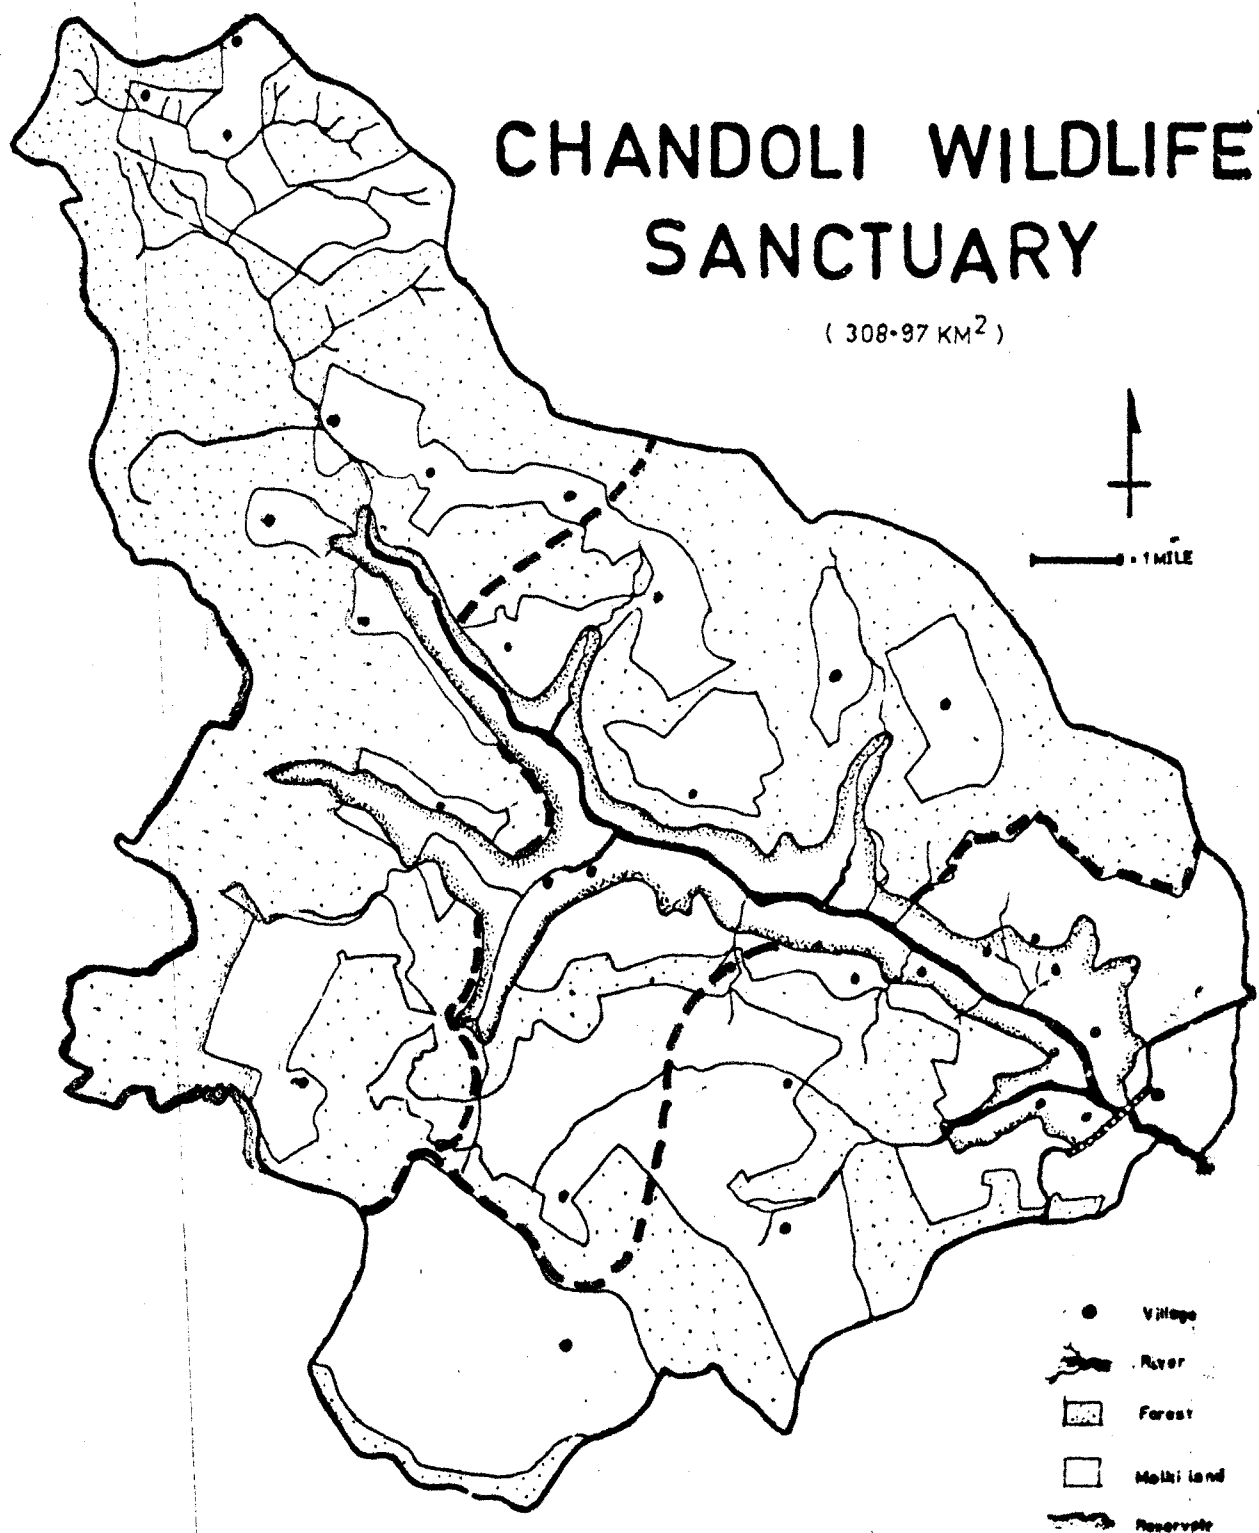 CHANDOLI WILDLIFE
SANCTUARY
( 308·97 KM² )
= 1 MILE
Village
River
Forest
Malki land
Reservoir